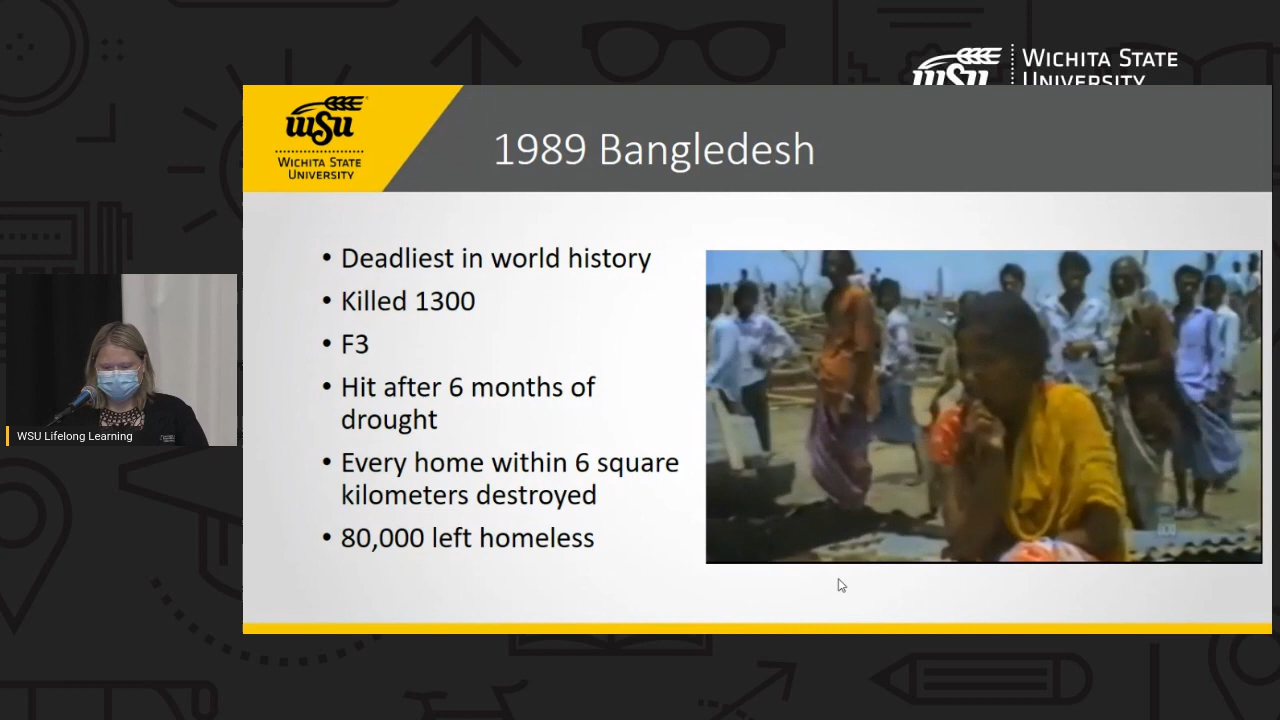 WICHITA STATE
UNIVERSITY
wsu
WICHITA STATE
UNIVERSITY
1989 Bangledesh
• Deadliest in world history
• Killed 1300
• F3
• Hit after 6 months of
drought
• Every home within 6 square
kilometers destroyed
• 80,000 left homeless
WSU Lifelong Learning